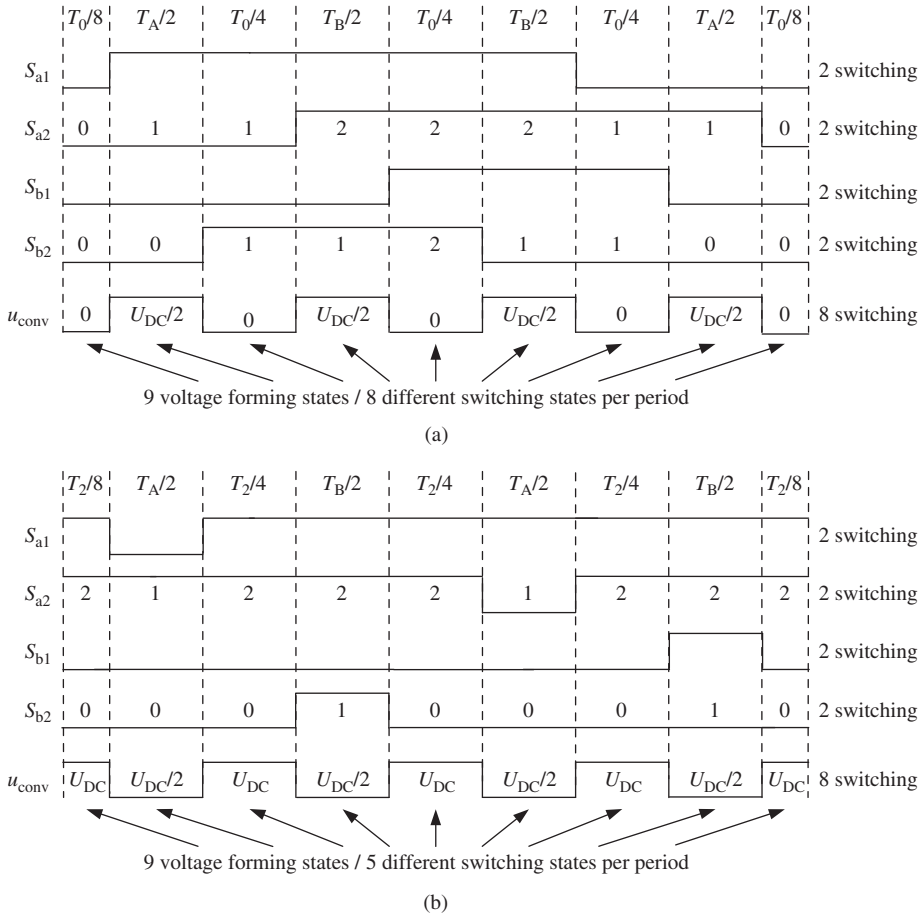 T0/8 TA/2 T0/4 TB/2 T0/4 TB/2 T0/4 TA/2 T0/8
Sa1 2 switching
Sa2 0 1 1 2 2 2 1 1 0 2 switching
Sb1 2 switching
Sb2 0 0 1 1 2 1 1 0 0 2 switching
uconv 0 UDC/2 0 UDC/2 0 UDC/2 0 UDC/2 0 8 switching
9 voltage forming states / 8 different switching states per period
(a)
T2/8 TA/2 T2/4 TB/2 T2/4 TA/2 T2/4 TB/2 T2/8
Sa1 2 switching
Sa2 2 1 2 2 2 1 2 2 2 2 switching
Sb1 2 switching
Sb2 0 0 0 1 0 0 0 1 0 2 switching
uconv UDC UDC/2 UDC UDC/2 UDC UDC/2 UDC UDC/2 UDC 8 switching
9 voltage forming states / 5 different switching states per period
(b)